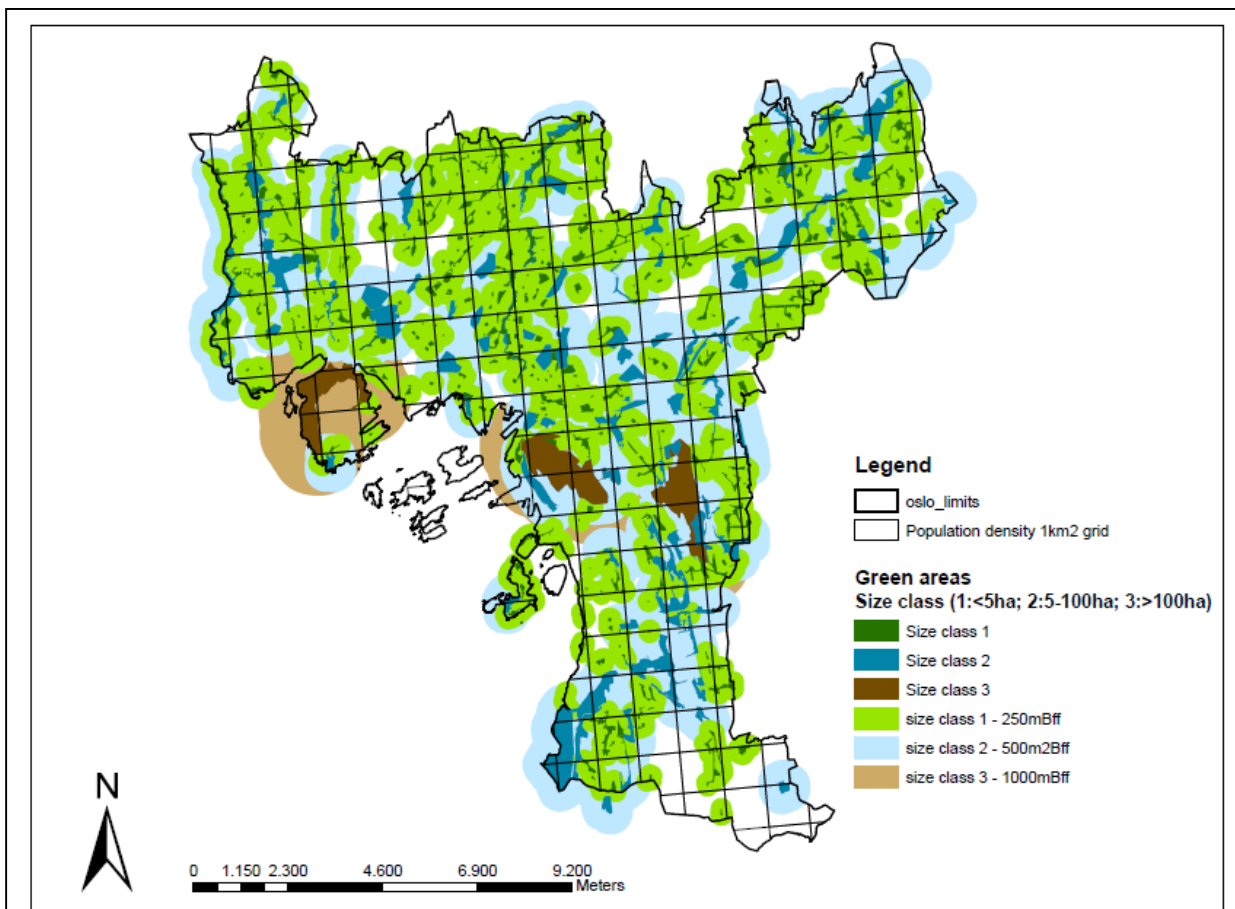 Legend
oslo_limits
Population density 1km2 grid
Green areas
Size class (1:<5ha; 2:5-100ha; 3:>100ha)
Size class 1
Size class 2
Size class 3
size class 1 - 250mBff
size class 2 - 500m2Bff
size class 3 - 1000mBff
N
0 1.150 2.300 4.600 6.900 9.200
Meters